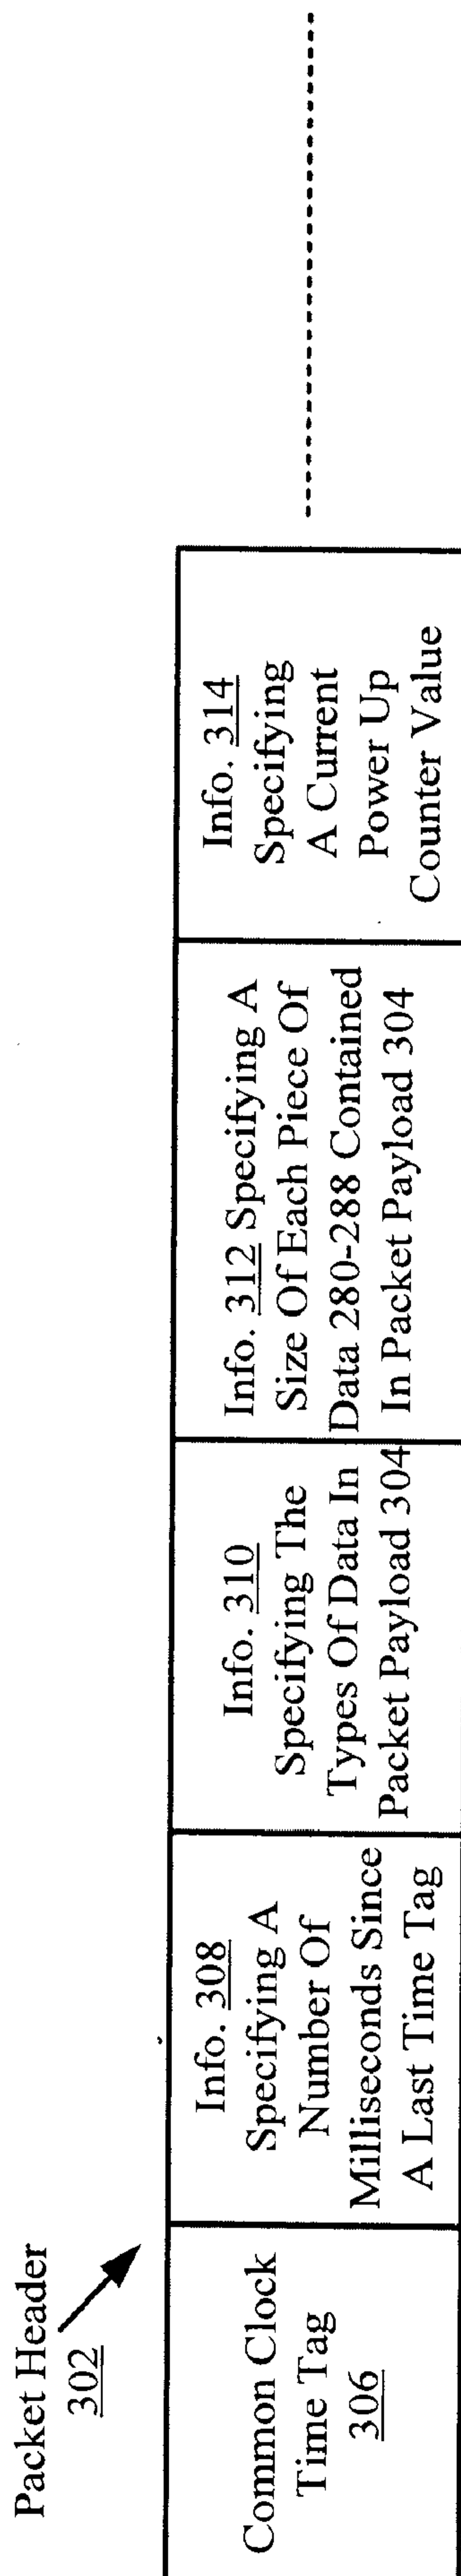 Packet Header
302
Common Clock
Time Tag
306
Info. 308
Specifying A
Number Of
Milliseconds Since
A Last Time Tag
Info. 310
Specifying The
Types Of Data In
Packet Payload 304
Info. 312 Specifying A
Size Of Each Piece Of
Data 280-288 Contained
In Packet Payload 304
Info. 314
Specifying
A Current
Power Up
Counter Value